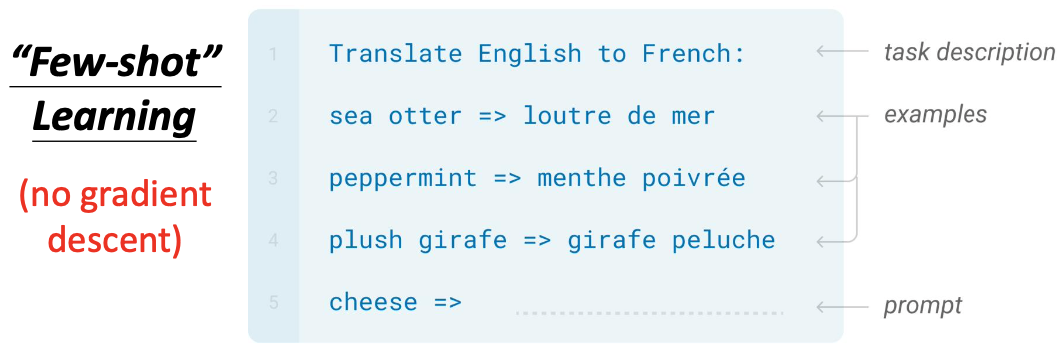 “Few-shot”
Learning
(no gradient
descent)
1 Translate English to French: task description
2 sea otter => loutre de mer examples
3 peppermint => menthe poivrée
4 plush girafe => girafe peluche
5 cheese => prompt